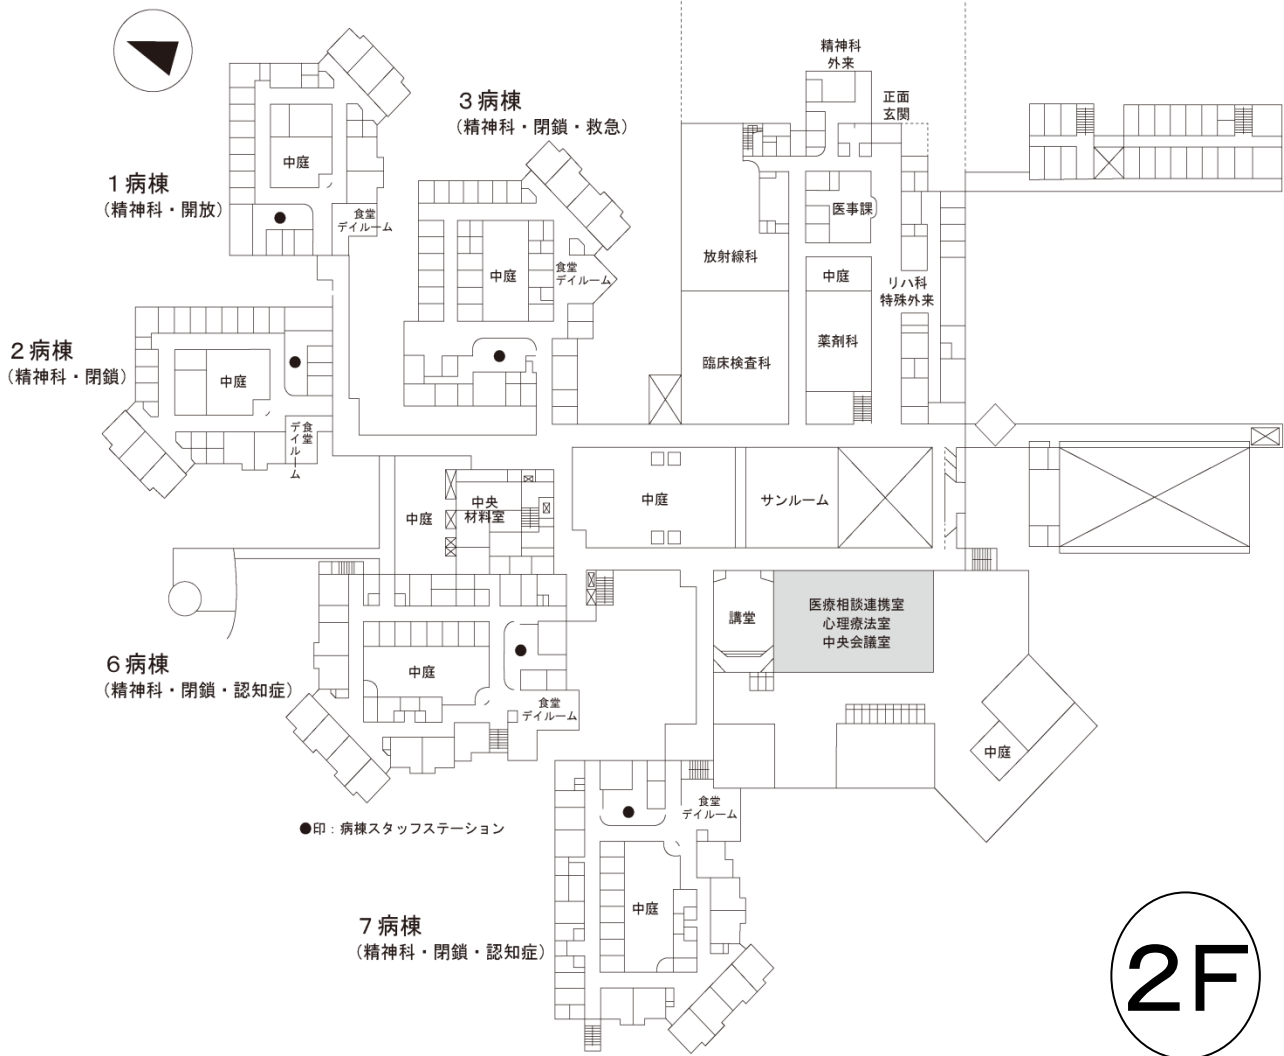 精神科
外来
正面
玄関
3病棟
(精神科・閉鎖・救急)
中庭
1病棟
(精神科・開放)
食堂
デイルーム
医事課
放射線科
中庭
食堂
デイルーム
中庭
リハ科
特殊外来
薬剤科
臨床検査科
2病棟
(精神科・閉鎖)
中庭
食堂
デイルーム
中央
材料室
中庭
中庭
サンルーム
講堂
医療相談連携室
心理療法室
中央会議室
6病棟
(精神科・閉鎖・認知症)
中庭
食堂
デイルーム
中庭
●印:病棟スタッフステーション
食堂
デイルーム
7病棟
(精神科・閉鎖・認知症)
中庭
2F